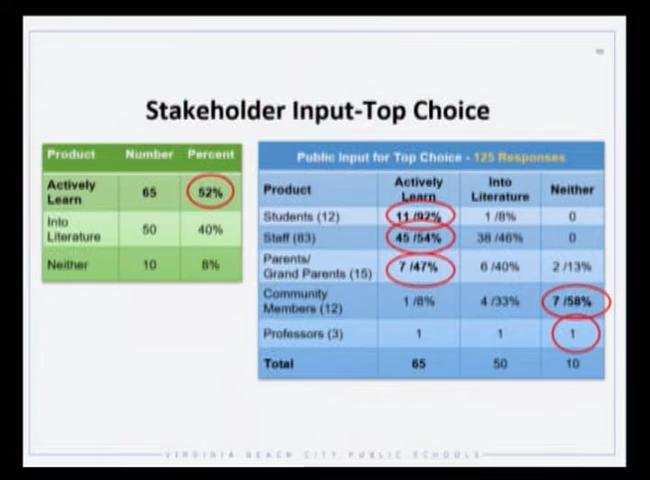 Stakeholder Input-Top Choice
Product Number Percent
Actively Learn 65 52%
Into Literature 50 40%
Neither 10 8%
Public Input for Top Choice - 125 Responses
Product Actively Learn Into Literature Neither
Students (12) 11 /92% 1 /8% 0
Staff (83) 45 /54% 38 /46% 0
Parents/ Grand Parents (15) 7 /47% 6 /40% 2 /13%
Community Members (12) 1 /8% 4 /33% 7 /58%
Professors (3) 1 1 1
Total 65 50 10
VIRGINIA BEACH CITY PUBLIC SCHOOLS